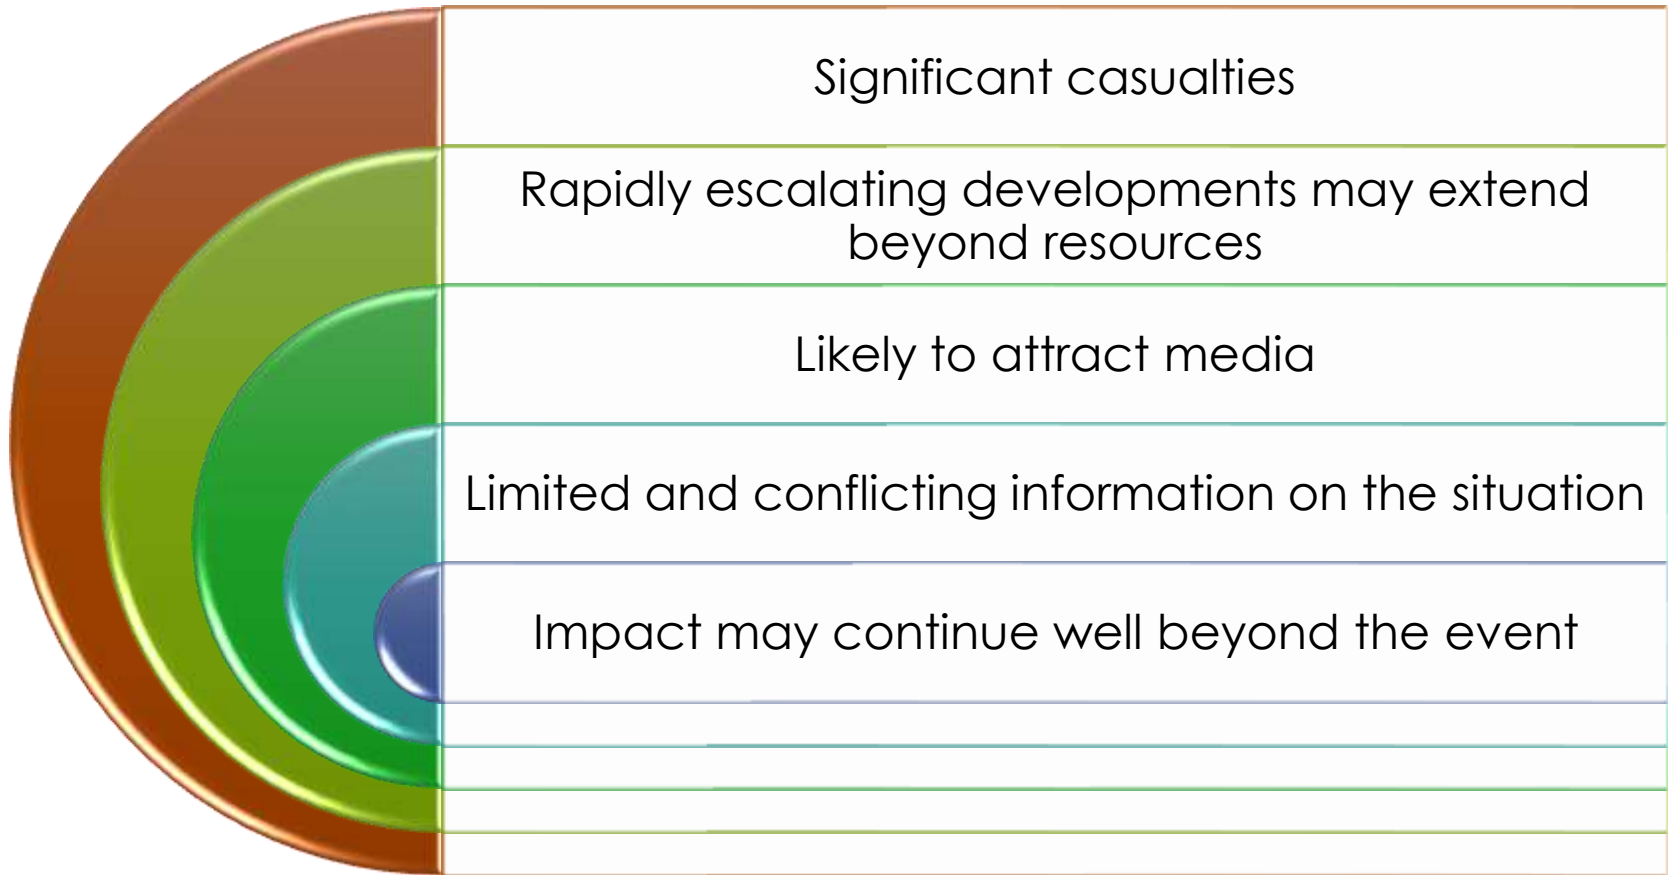 Significant casualties
Rapidly escalating developments may extend
beyond resources
Likely to attract media
Limited and conflicting information on the situation
Impact may continue well beyond the event